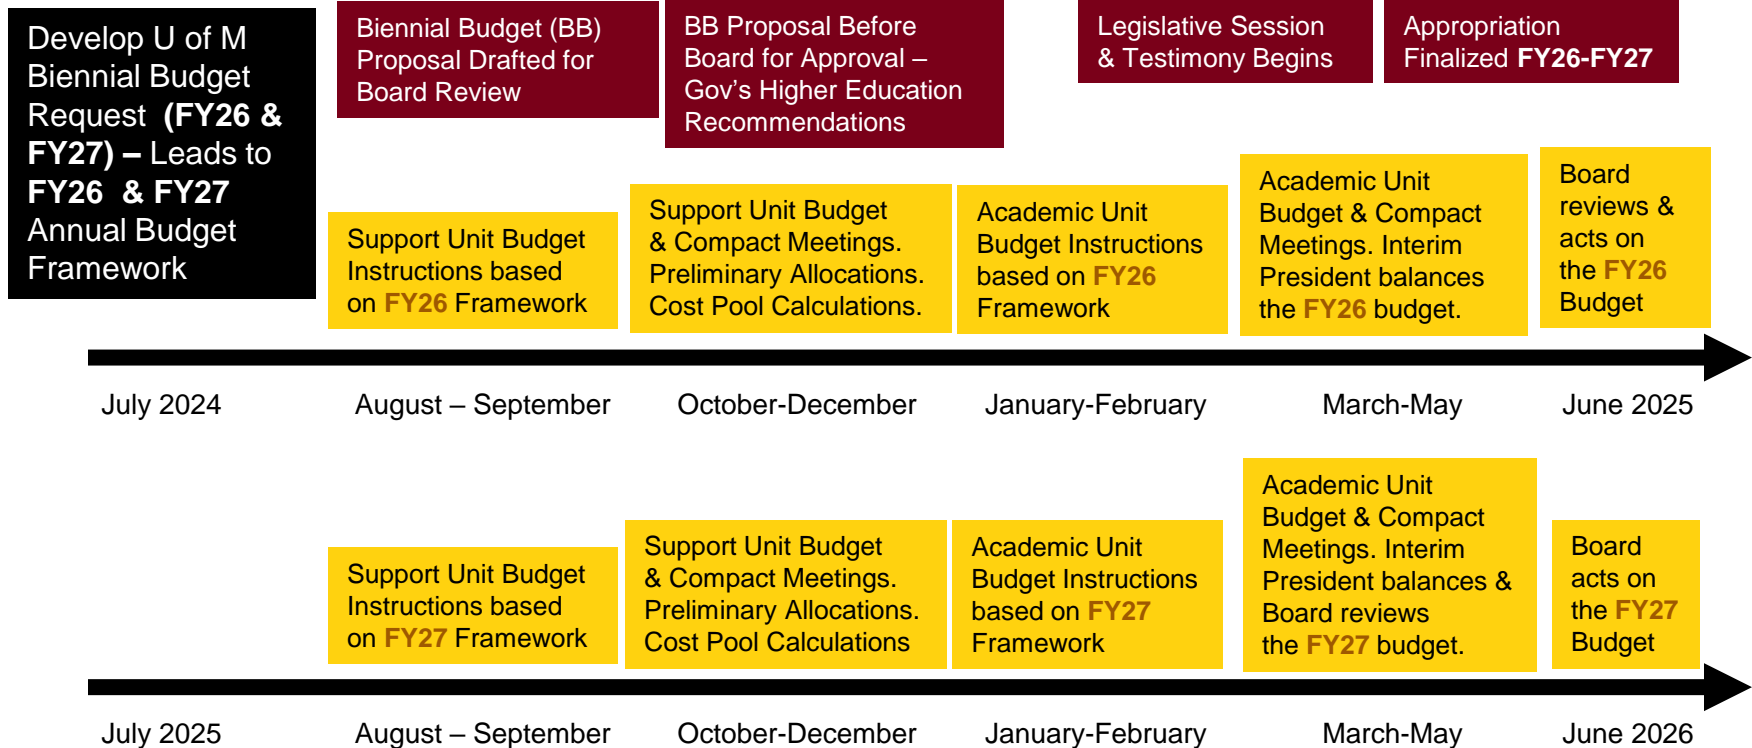 Develop U of M
Biennial Budget
Request (FY26 &
FY27) – Leads to
FY26 & FY27
Annual Budget
Framework
Biennial Budget (BB)
Proposal Drafted for
Board Review
BB Proposal Before
Board for Approval –
Gov's Higher Education
Recommendations
Legislative Session
& Testimony Begins
Appropriation
Finalized FY26-FY27
Support Unit Budget
Instructions based
on FY26 Framework
Support Unit Budget
& Compact Meetings.
Preliminary Allocations.
Cost Pool Calculations.
Academic Unit
Budget Instructions
based on FY26
Framework
Academic Unit
Budget & Compact
Meetings. Interim
President balances
the FY26 budget.
Board
reviews &
acts on
the FY26
Budget
July 2024
August – September
October-December
January-February
March-May
June 2025
Support Unit Budget
Instructions based
on FY27 Framework
Support Unit Budget
& Compact Meetings.
Preliminary Allocations.
Cost Pool Calculations
Academic Unit
Budget Instructions
based on FY27
Framework
Academic Unit
Budget & Compact
Meetings. Interim
President balances &
Board reviews
the FY27 budget.
Board
acts on
the FY27
Budget
July 2025
August – September
October-December
January-February
March-May
June 2026